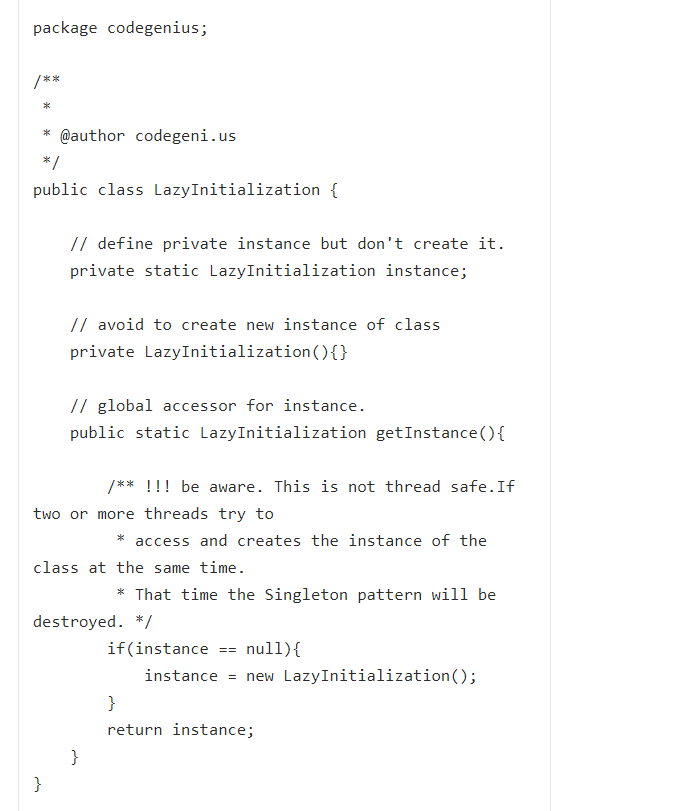 package codegenius;
/**
 *
 * @author codegeni.us
 */
public class LazyInitialization {
    // define private instance but don't create it.
    private static LazyInitialization instance;
    // avoid to create new instance of class
    private LazyInitialization(){}
    // global accessor for instance.
    public static LazyInitialization getInstance(){
        /** !!! be aware. This is not thread safe.If
two or more threads try to
         * access and creates the instance of the
class at the same time.
         * That time the Singleton pattern will be
destroyed. */
        if(instance == null){
            instance = new LazyInitialization();
        }
        return instance;
    }
}